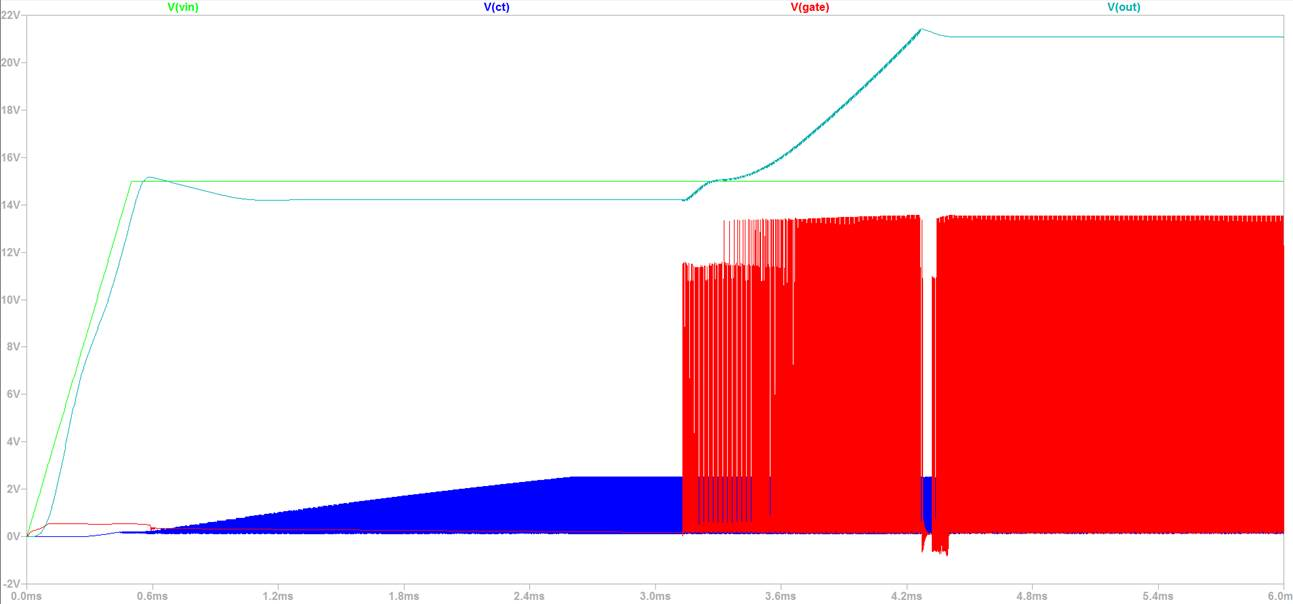 V(vin) V(ct) V(gate) V(out)
22V
20V
18V
16V
14V
12V
10V
8V
6V
4V
2V
0V
-2V
0.0ms 0.6ms 1.2ms 1.8ms 2.4ms 3.0ms 3.6ms 4.2ms 4.8ms 5.4ms 6.0m